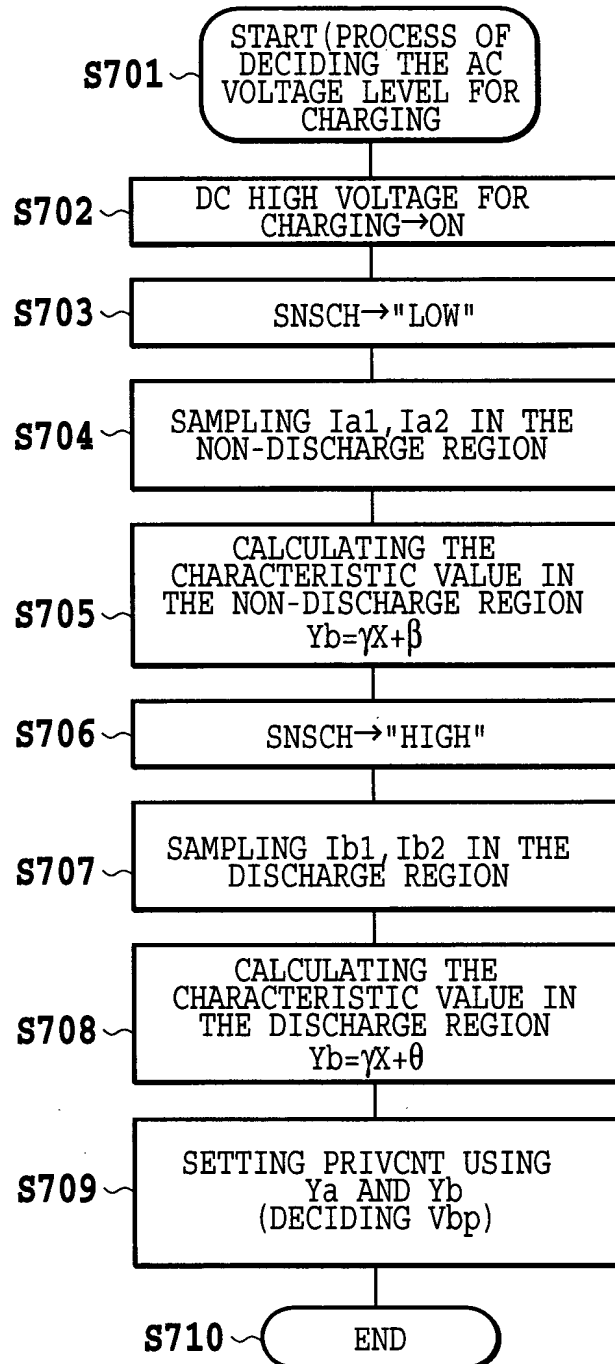 START(PROCESS OF
S701
DECIDING THE AC
VOLTAGE LEVEL FOR
CHARGING
S702
DC HIGH VOLTAGE FOR
CHARGING→ON
S703
SNSCH→"LOW"
S704
SAMPLING Ia1,Ia2 IN THE
NON-DISCHARGE REGION
S705
CALCULATING THE
CHARACTERISTIC VALUE IN
THE NON-DISCHARGE REGION
Yb=γX+β
S706
SNSCH→"HIGH"
S707
SAMPLING Ib1,Ib2 IN THE
DISCHARGE REGION
S708
CALCULATING THE
CHARACTERISTIC VALUE IN
THE DISCHARGE REGION
Yb=γX+θ
S709
SETTING PRIVCNT USING
Ya AND Yb
(DECIDING Vbp)
S710
END